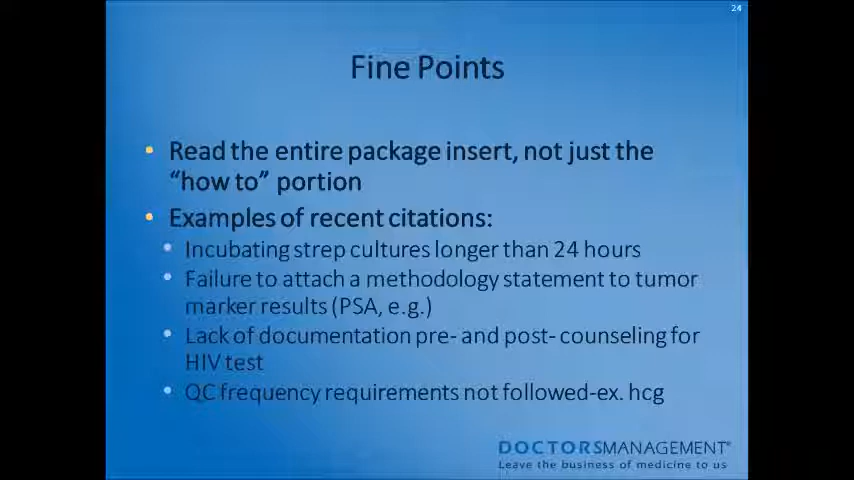 24
Fine Points
• Read the entire package insert, not just the
“how to” portion
• Examples of recent citations:
• Incubating strep cultures longer than 24 hours
• Failure to attach a methodology statement to tumor
marker results (PSA, e.g.)
• Lack of documentation pre- and post- counseling for
HIV test
• QC frequency requirements not followed-ex. hcg
DOCTORSMANAGEMENT®
Leave the business of medicine to us